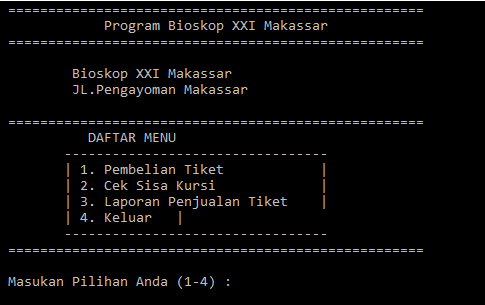 ====================================================
Program Bioskop XXI Makassar
====================================================
Bioskop XXI Makassar
JL.Pengayoman Makassar
====================================================
DAFTAR MENU
---------------------------------
| 1. Pembelian Tiket            |
| 2. Cek Sisa Kursi             |
| 3. Laporan Penjualan Tiket    |
| 4. Keluar   |
---------------------------------
====================================================
Masukan Pilihan Anda (1-4) :